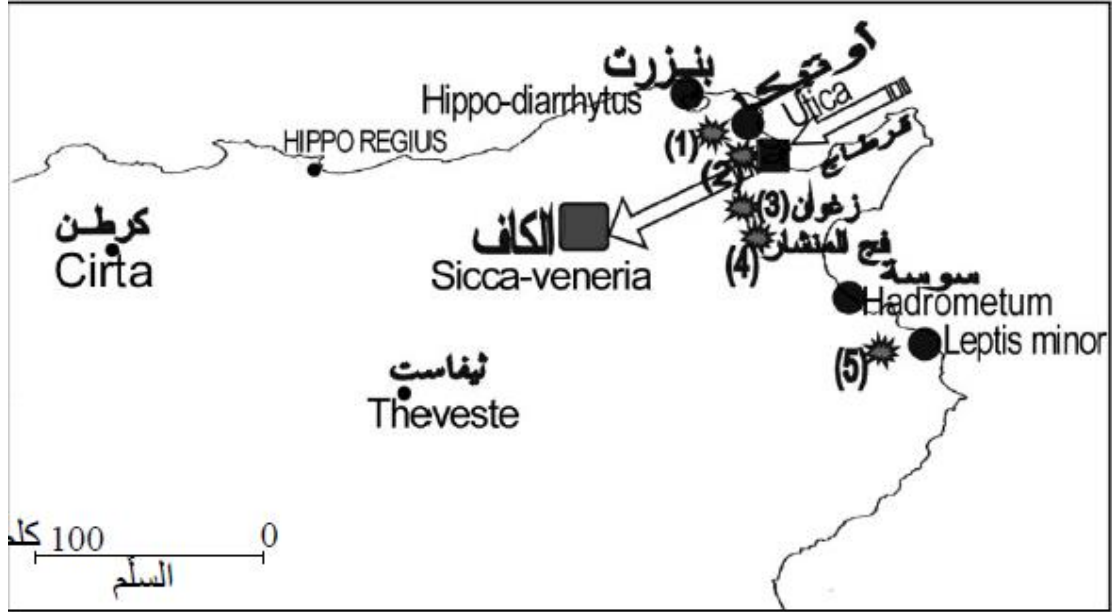 بنزرت
Hippo-diarrhytus
أوتيكا
Utica
HIPPO REGIUS
(1)
(2)
قرطاج
كرطن
Cirta
الكاف
Sicca-veneria
(3) زغوان
(4) فج المنشار
سوسة
Hadrometum
Leptis minor
(5)
ثيفاست
Theveste
كلم 100 0
السلّم